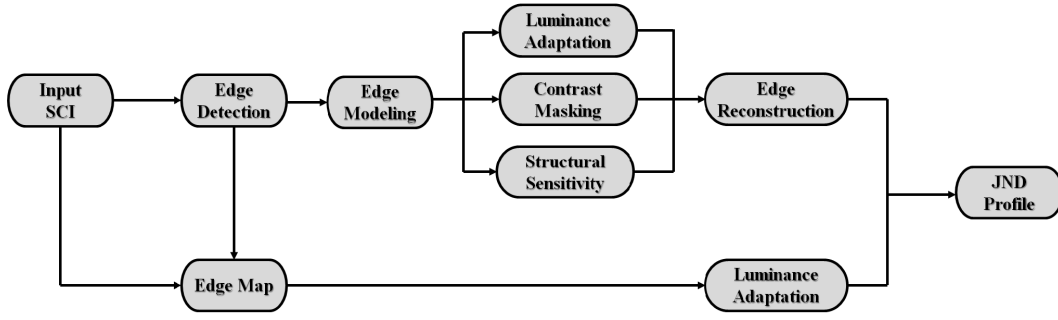 Input
SCI
Edge
Detection
Edge
Modeling
Luminance
Adaptation
Contrast
Masking
Structural
Sensitivity
Edge
Reconstruction
JND
Profile
Edge Map
Luminance
Adaptation